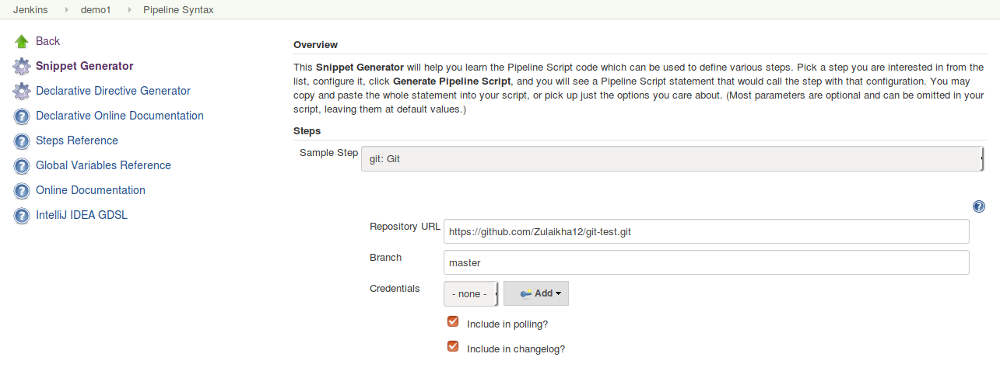 Jenkins demo1 Pipeline Syntax
Back
Snippet Generator
Declarative Directive Generator
Declarative Online Documentation
Steps Reference
Global Variables Reference
Online Documentation
IntelliJ IDEA GDSL
Overview
This Snippet Generator will help you learn the Pipeline Script code which can be used to define various steps. Pick a step you are interested in from the
list, configure it, click Generate Pipeline Script, and you will see a Pipeline Script statement that would call the step with that configuration. You may
copy and paste the whole statement into your script, or pick up just the options you care about. (Most parameters are optional and can be omitted in your
script, leaving them at default values.)
Steps
Sample Step git: Git
Repository URL https://github.com/Zulaikha12/git-test.git
Branch master
Credentials - none - Add
Include in polling?
Include in changelog?